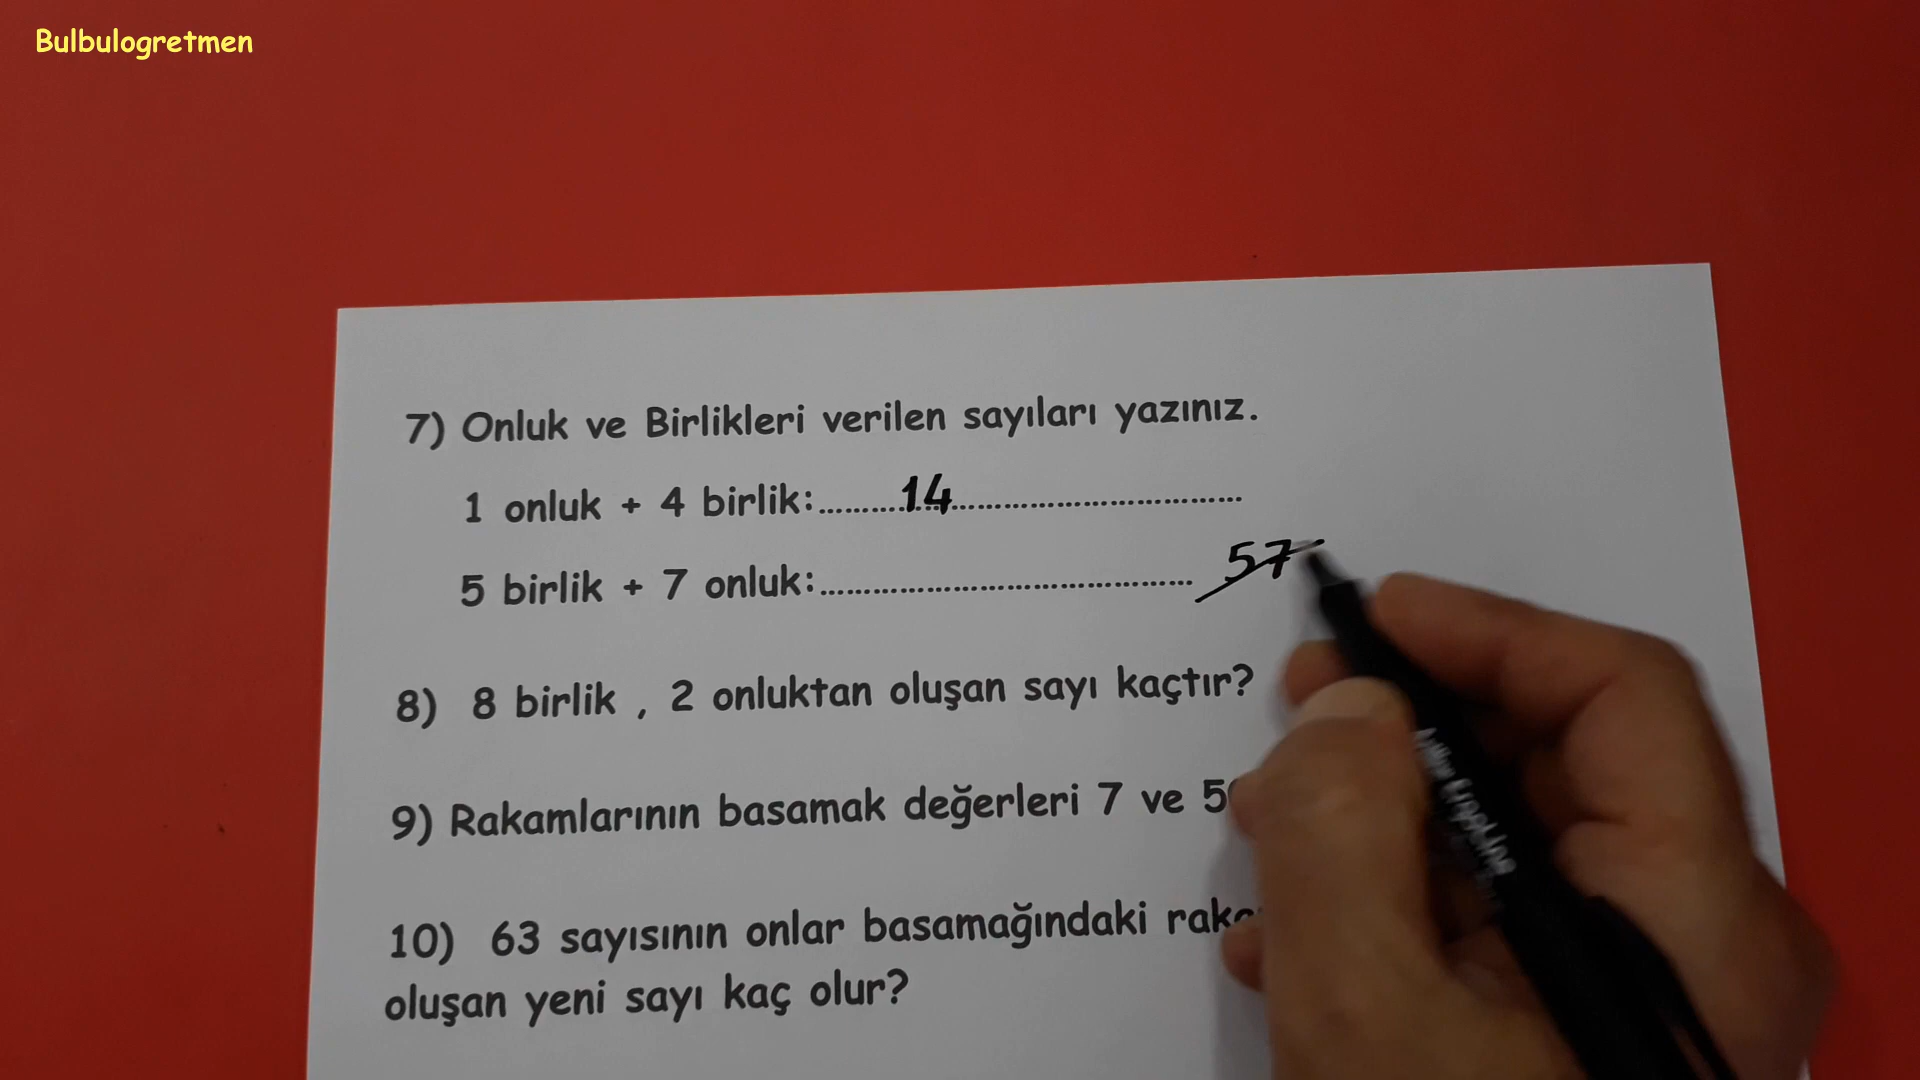 Bulbulogretmen
7) Onluk ve Birlikleri verilen sayıları yazınız.
1 onluk + 4 birlik:.........14....................................
5 birlik + 7 onluk:............................................. 57
8) 8 birlik , 2 onluktan oluşan sayı kaçtır?
9) Rakamlarının basamak değerleri 7 ve
10) 63 sayısının onlar basamağındaki
oluşan yeni sayı kaç olur?